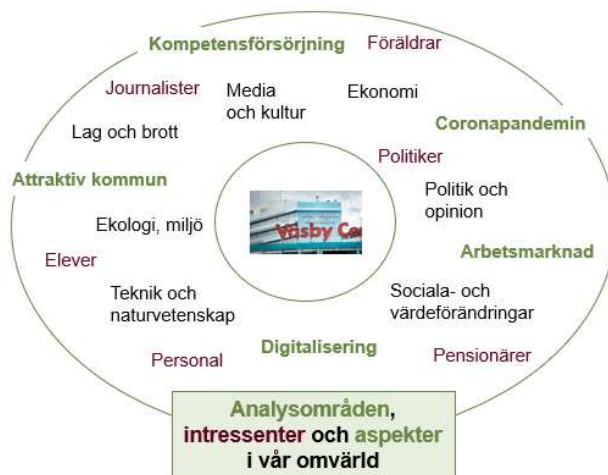 Kompetensförsörjning
Föräldrar
Journalister
Media
och kultur
Ekonomi
Lag och brott
Coronapandemin
Politiker
Attraktiv kommun
Politik och
opinion
Väsby
Ekologi, miljö
Elever
Arbetsmarknad
Teknik och
naturvetenskap
Sociala- och
värdeförändringar
Digitalisering
Personal
Pensionärer
Analysområden,
intressenter och aspekter
i vår omvärld